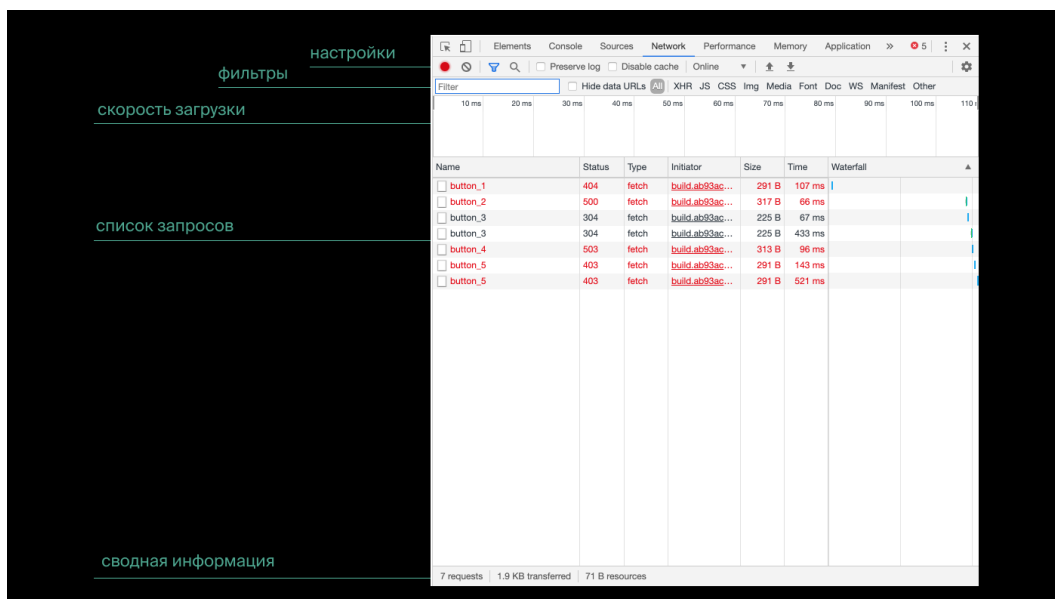 настройки
фильтры
скорость загрузки
список запросов
сводная информация
Elements Console Sources Network Performance Memory Application » 5
Preserve log Disable cache Online
Filter Hide data URLs All XHR JS CSS Img Media Font Doc WS Manifest Other
10 ms 20 ms 30 ms 40 ms 50 ms 60 ms 70 ms 80 ms 90 ms 100 ms 110
Name Status Type Initiator Size Time Waterfall
button_1 404 fetch build.ab93ac... 291 B 107 ms
button_2 500 fetch build.ab93ac... 317 B 66 ms
button_3 304 fetch build.ab93ac... 225 B 67 ms
button_3 304 fetch build.ab93ac... 225 B 433 ms
button_4 503 fetch build.ab93ac... 313 B 96 ms
button_5 403 fetch build.ab93ac... 291 B 143 ms
button_5 403 fetch build.ab93ac... 291 B 521 ms
7 requests 1.9 KB transferred 71 B resources